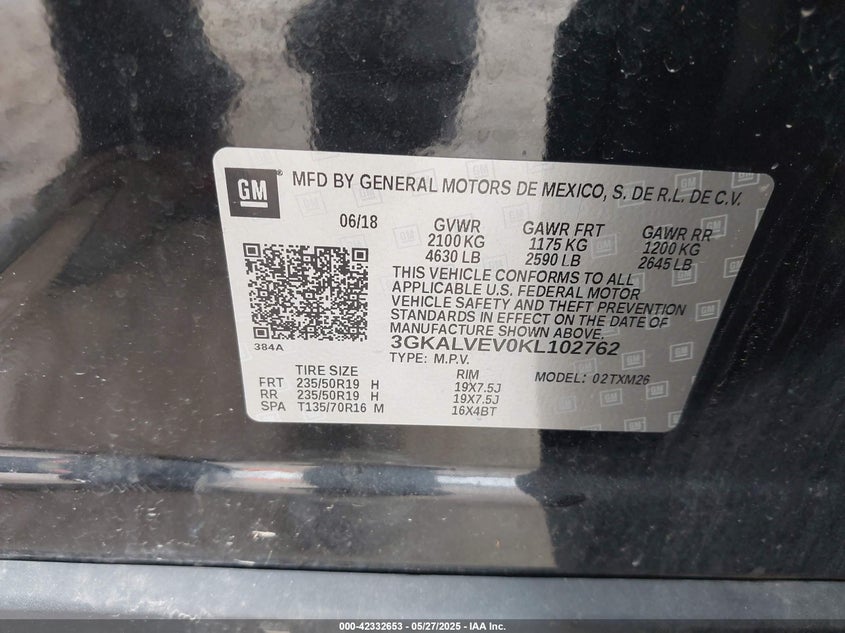 GM
MFD BY GENERAL MOTORS DE MEXICO, S. DE R.L. DE C.V.
06/18 GVWR GAWR FRT GAWR RR
2100 KG 1175 KG 1200 KG
4630 LB 2590 LB 2645 LB
THIS VEHICLE CONFORMS TO ALL
APPLICABLE U.S. FEDERAL MOTOR
VEHICLE SAFETY AND THEFT PREVENTION
STANDARDS IN EFFECT ON THE DATE OF
MANUFACTURE SHOWN ABOVE.
384A
3GKALVEV0KL102762
TYPE: M.P.V.
MODEL: 02TXM26
TIRE SIZE RIM
FRT 235/50R19 H 19X7.5J
RR 235/50R19 H 19X7.5J
SPA T135/70R16 M 16X4BT
000-42332653 - 05/27/2025 - IAA Inc.